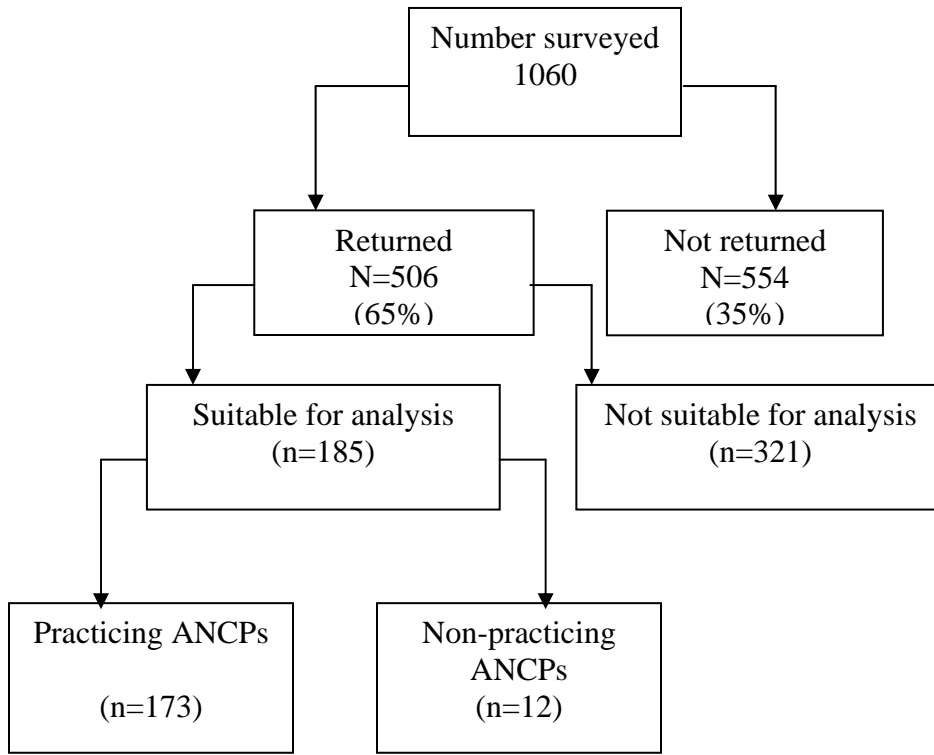 Number surveyed
1060
Returned
N=506
(65%)
Not returned
N=554
(35%)
Suitable for analysis
(n=185)
Not suitable for analysis
(n=321)
Practicing ANCPs
(n=173)
Non-practicing
ANCPs
(n=12)